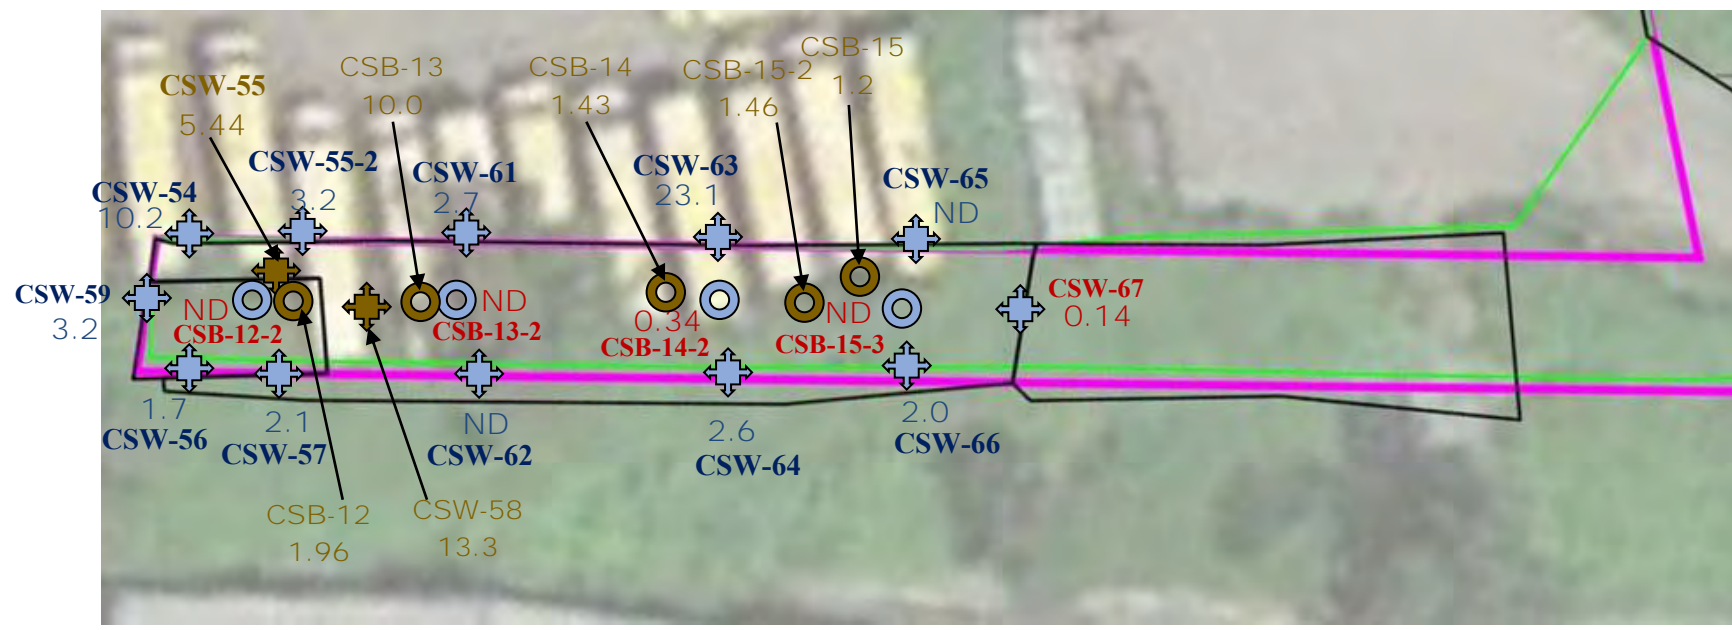 CSB-15
1.2
CSB-13
10.0
CSB-14
1.43
CSB-15-2
1.46
CSW-55
5.44
CSW-55-2
3.2
CSW-61
2.7
CSW-63
23.1
CSW-65
ND
CSW-54
10.2
CSW-59
3.2
ND
CSB-12-2
ND
CSB-13-2
0.34
CSB-14-2
ND
CSB-15-3
CSW-67
0.14
1.7
CSW-56
2.1
CSW-57
ND
CSW-62
2.6
CSW-64
2.0
CSW-66
CSB-12
1.96
CSW-58
13.3